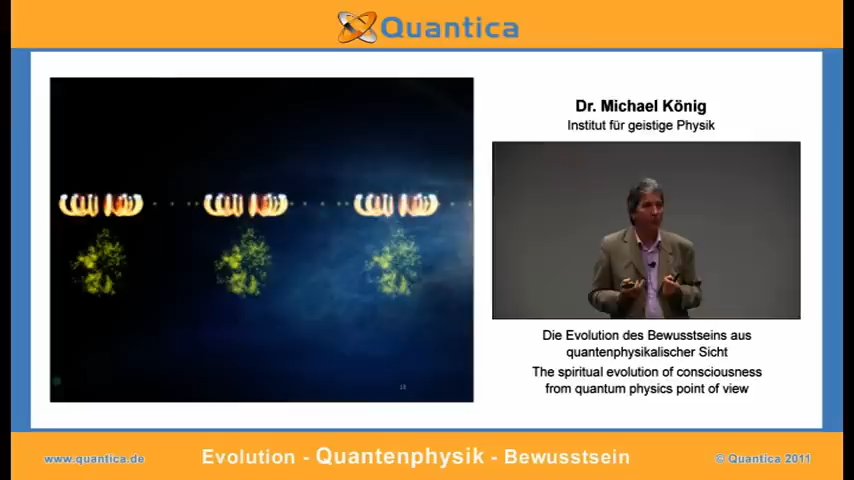 Quantica
Dr. Michael König
Institut für geistige Physik
Die Evolution des Bewusstseins aus
quantenphysikalischer Sicht
The spiritual evolution of consciousness
from quantum physics point of view
www.quantica.de
Evolution - Quantenphysik - Bewusstsein
© Quantica 2011